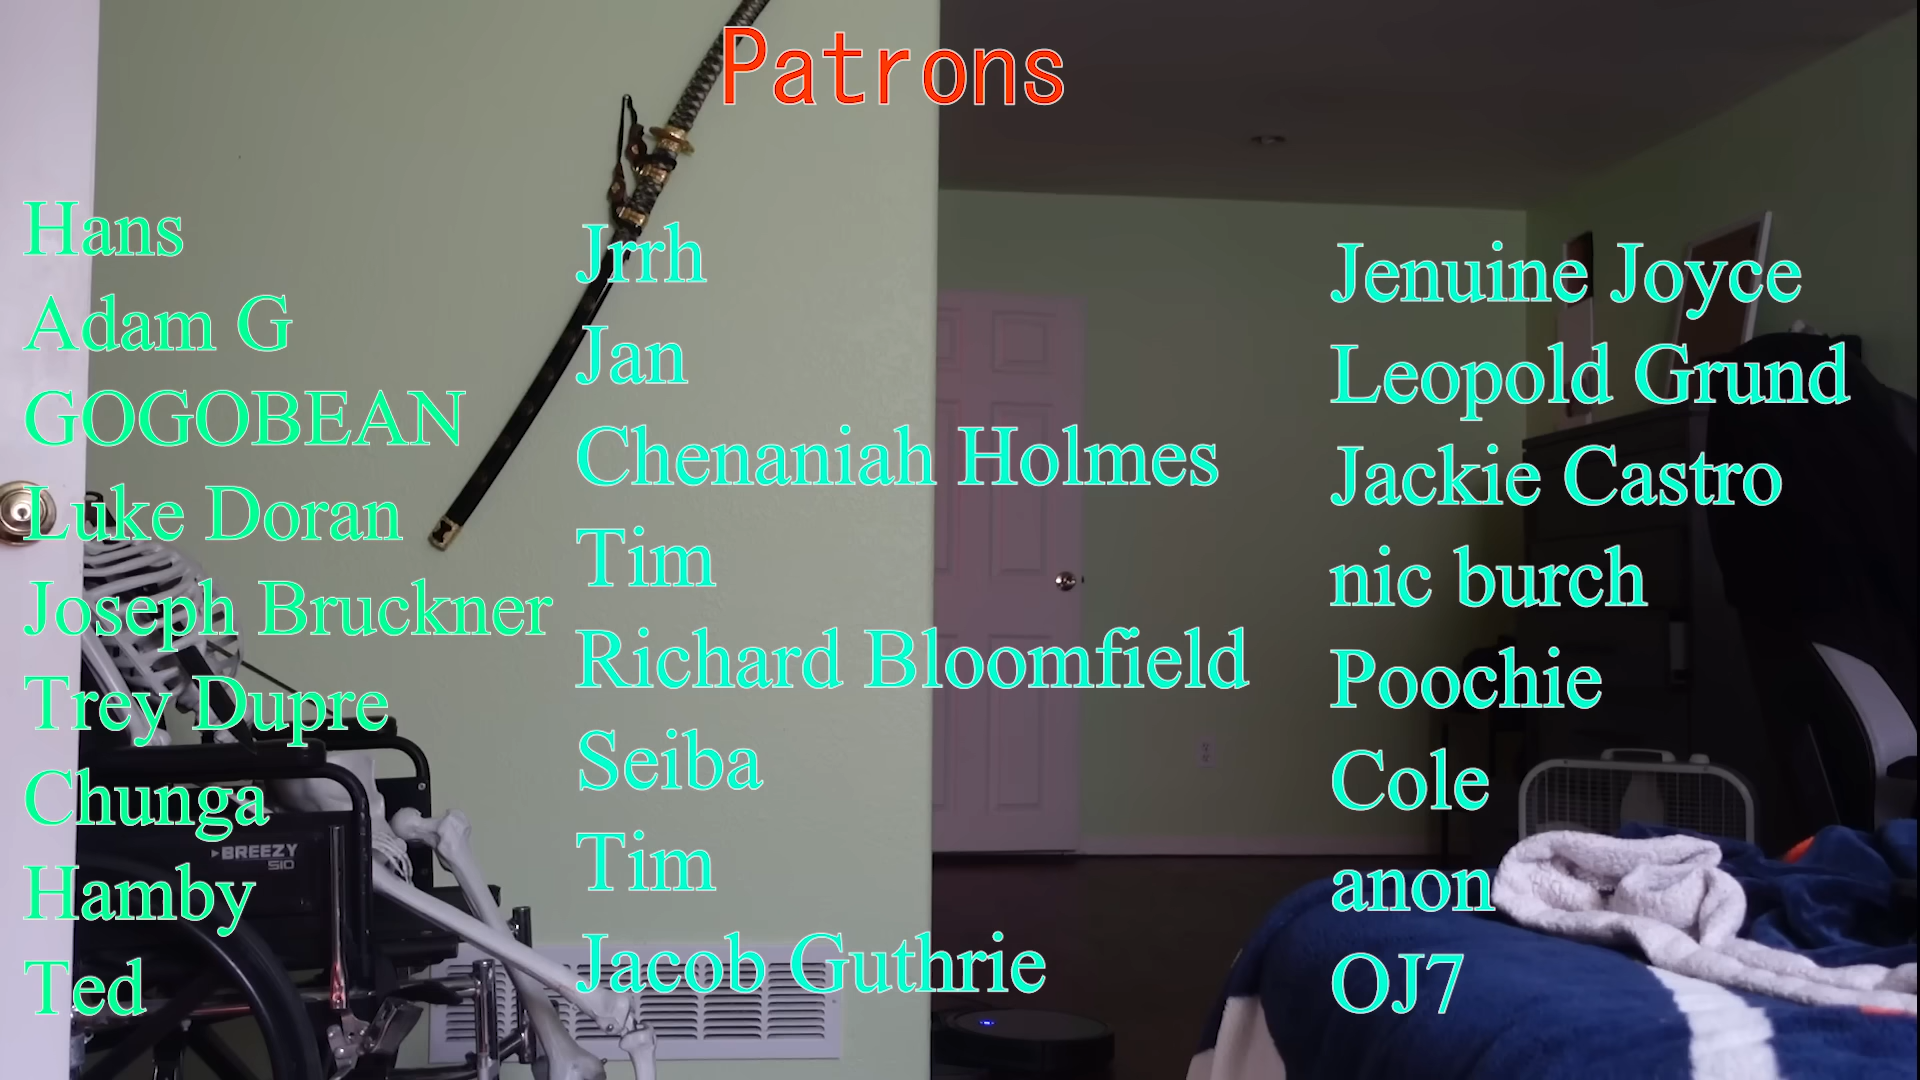 Patrons
Hans
Adam G
GOGOBEAN
Luke Doran
Joseph Bruckner
Trey Dupre
Chunga
Hamby
Ted
Jrrh
Jan
Chenaniah Holmes
Tim
Richard Bloomfield
Seiba
Tim
Jacob Guthrie
Jenuine Joyce
Leopold Grund
Jackie Castro
nic burch
Poochie
Cole
anon
OJ7
BREEZY
510